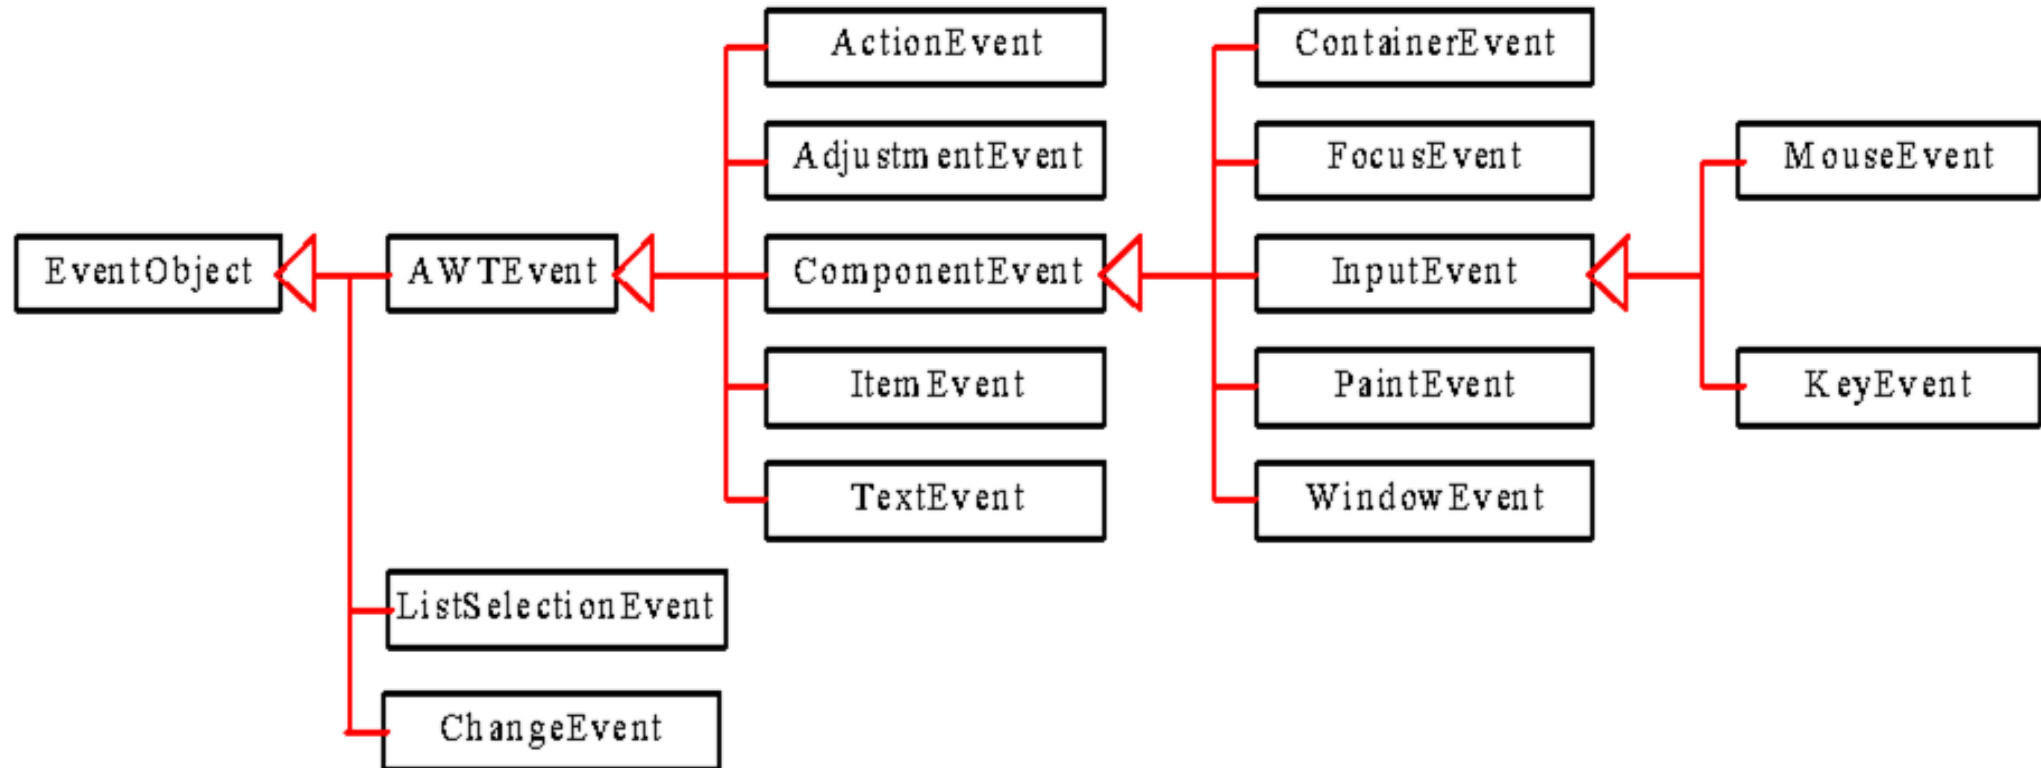 ActionEvent
ContainerEvent
AdjustmentEvent
FocusEvent
MouseEvent
EventObject
AWTEvent
ComponentEvent
InputEvent
ItemEvent
PaintEvent
KeyEvent
TextEvent
WindowEvent
ListSelectionEvent
ChangeEvent